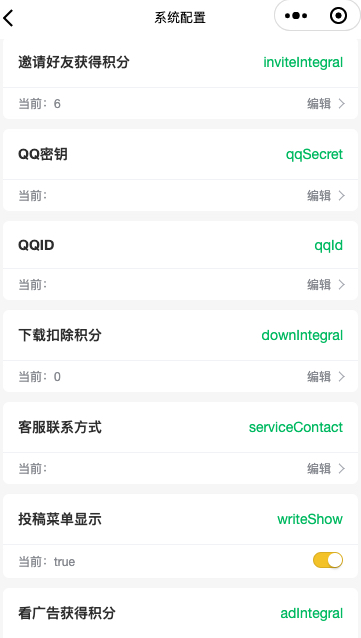 系统配置
邀请好友获得积分 inviteIntegral
当前：6 编辑
QQ密钥 qqSecret
当前： 编辑
QQID qqId
当前： 编辑
下载扣除积分 downIntegral
当前：0 编辑
客服联系方式 serviceContact
当前： 编辑
投稿菜单显示 writeShow
当前：true
看广告获得积分 adIntegral